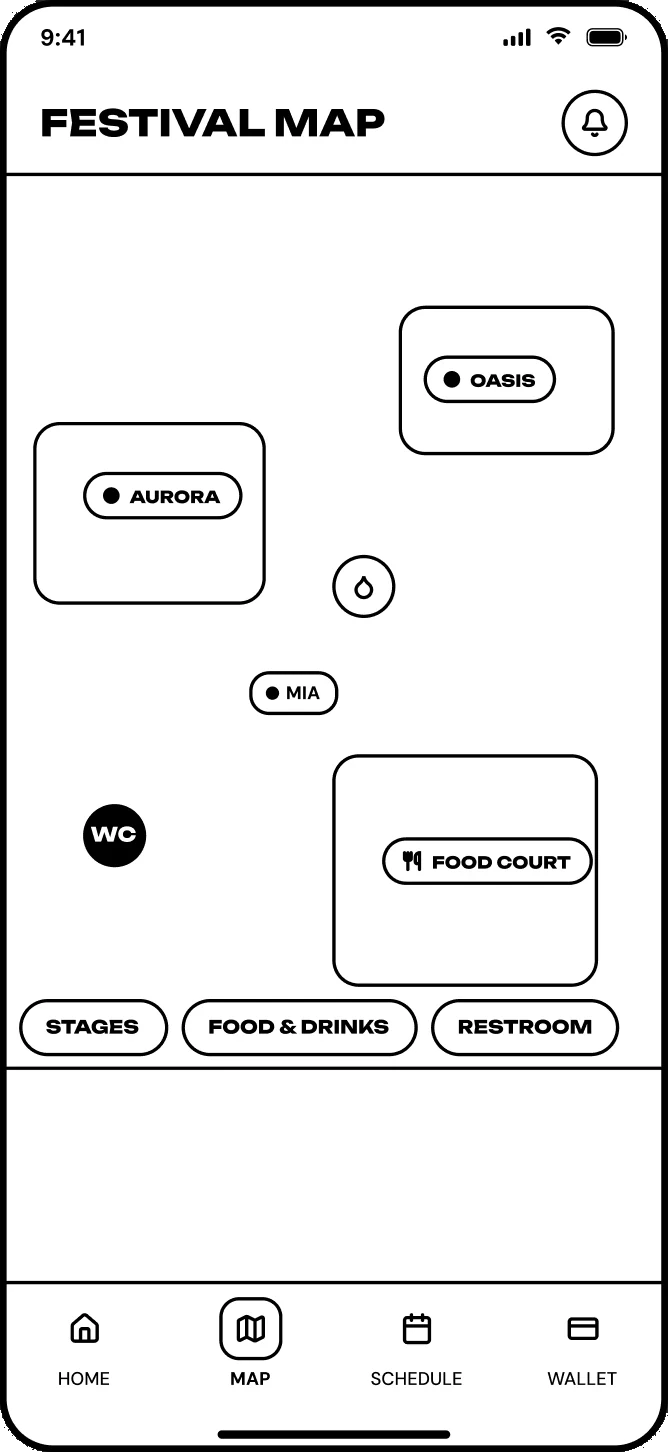 9:41
FESTIVAL MAP
OASIS
AURORA
MIA
WC
FOOD COURT
STAGES FOOD & DRINKS RESTROOM
HOME MAP SCHEDULE WALLET